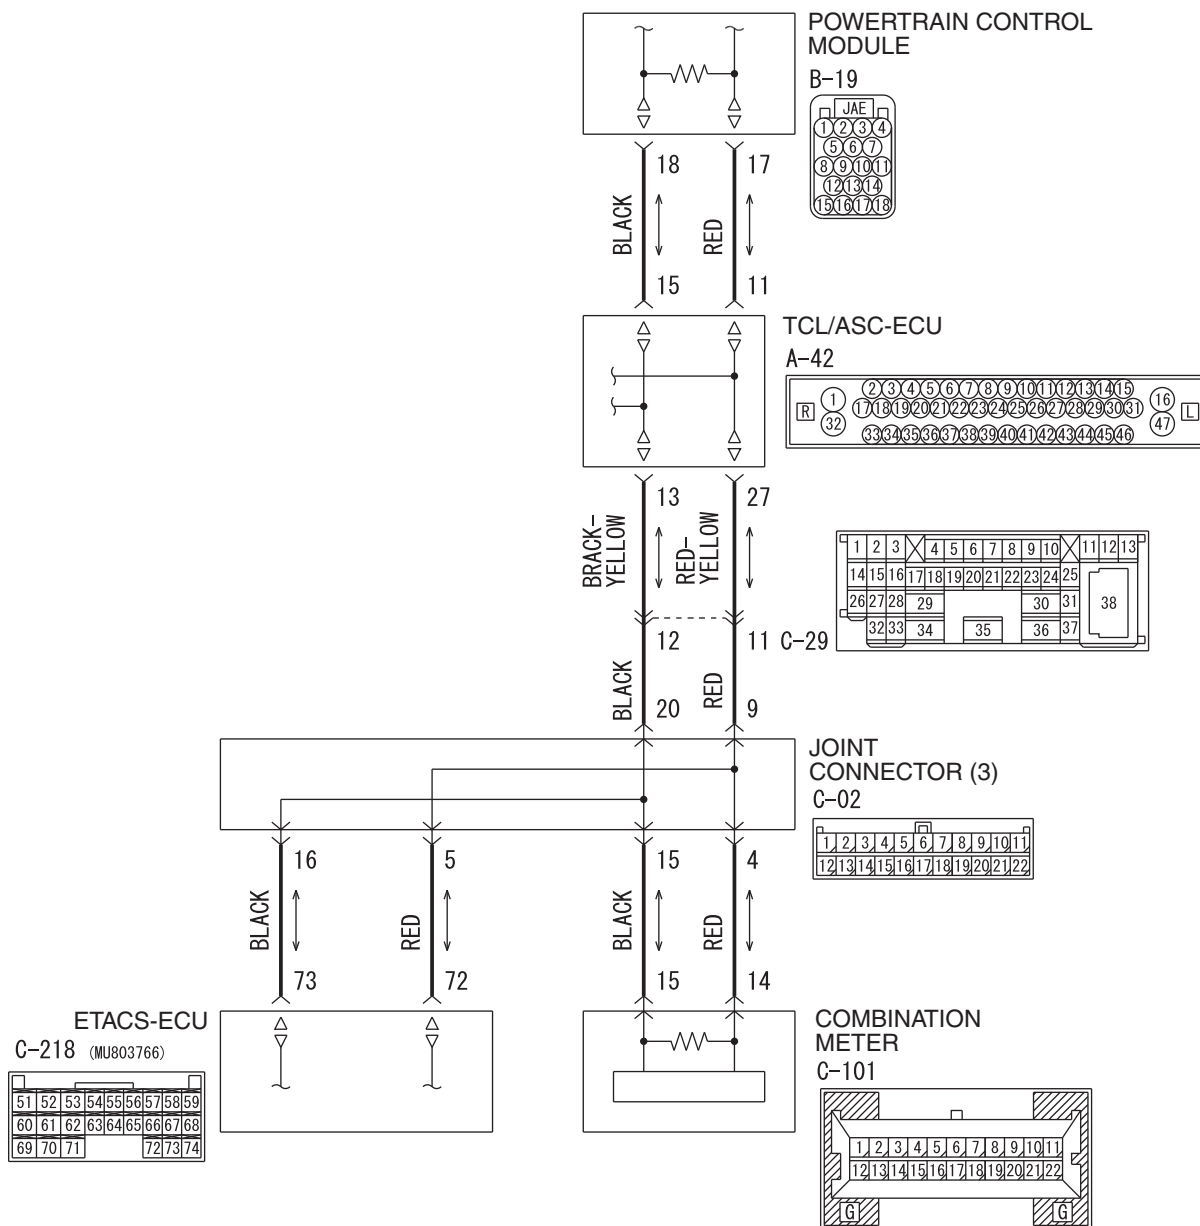 POWERTRAIN CONTROL
MODULE
B-19
JAE
1 2 3 4
5 6 7
8 9 10 11
12 13 14
15 16 17 18
18 17
BLACK RED
15 11
TCL/ASC-ECU
A-42
2 3 4 5 6 7 8 9 10 11 12 13 14 15
R 1 17 18 19 20 21 22 23 24 25 26 27 28 29 30 31 16 L
32 47
33 34 35 36 37 38 39 40 41 42 43 44 45 46
13 27
BRACK-
YELLOW
RED-
YELLOW
1 2 3 4 5 6 7 8 9 10 11 12 13
14 15 16 17 18 19 20 21 22 23 24 25
26 27 28 29 30 31 38
32 33 34 35 36 37
12 11 C-29
BLACK RED
20 9
JOINT
CONNECTOR (3)
C-02
1 2 3 4 5 6 7 8 9 10 11
12 13 14 15 16 17 18 19 20 21 22
16 5 15 4
BLACK RED BLACK RED
73 72 15 14
ETACS-ECU
C-218 (MU803766)
51 52 53 54 55 56 57 58 59
60 61 62 63 64 65 66 67 68
69 70 71 72 73 74
COMBINATION
METER
C-101
1 2 3 4 5 6 7 8 9 10 11
12 13 14 15 16 17 18 19 20 21 22
G G